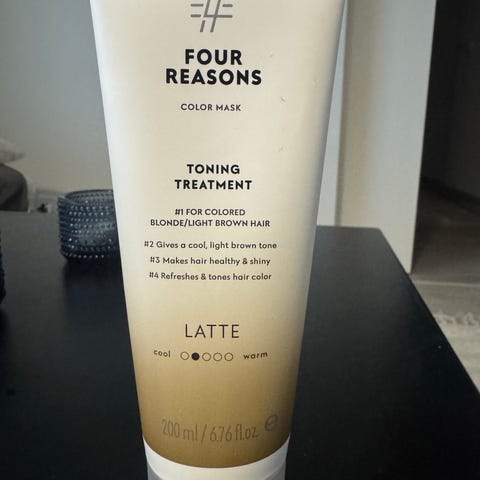 FOUR
REASONS
COLOR MASK
TONING
TREATMENT
#1 FOR COLORED
BLONDE/LIGHT BROWN HAIR
#2 Gives a cool, light brown tone
#3 Makes hair healthy & shiny
#4 Refreshes & tones hair color
LATTE
cool warm
200 ml / 6.76 fl.oz. ℮